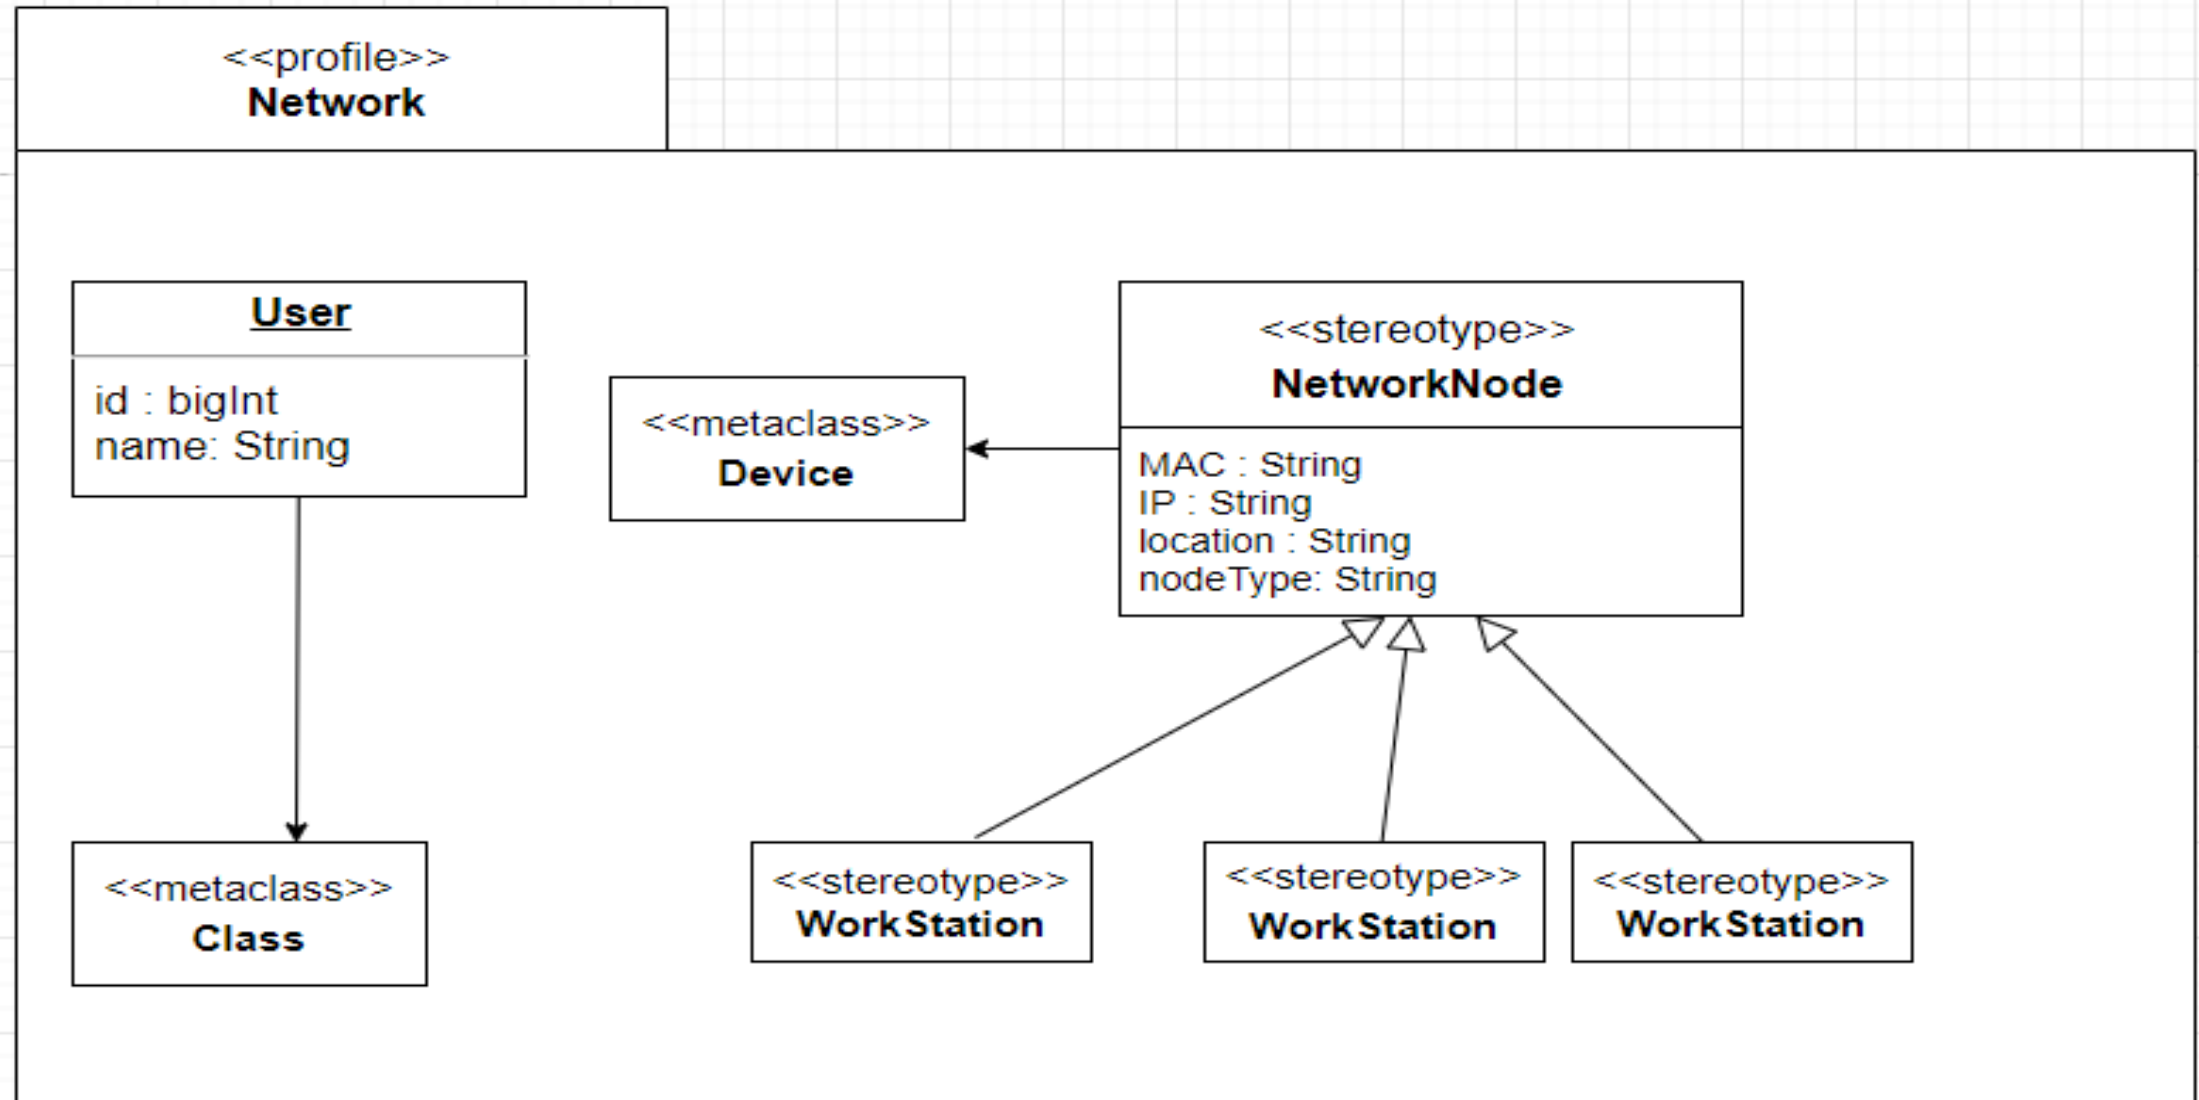 <<profile>>
Network
User
id : bigInt
name: String
<<metaclass>>
Device
<<stereotype>>
NetworkNode
MAC : String
IP : String
location : String
nodeType: String
<<metaclass>>
Class
<<stereotype>>
WorkStation
<<stereotype>>
WorkStation
<<stereotype>>
WorkStation